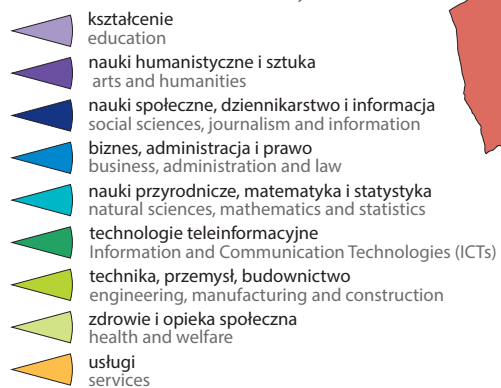 kształcenie
education
nauki humanistyczne i sztuka
arts and humanities
nauki społeczne, dziennikarstwo i informacja
social sciences, journalism and information
biznes, administracja i prawo
business, administration and law
nauki przyrodnicze, matematyka i statystyka
natural sciences, mathematics and statistics
technologie teleinformacyjne
Information and Communication Technologies (ICTs)
technika, przemysł, budownictwo
engineering, manufacturing and construction
zdrowie i opieka społeczna
health and welfare
usługi
services